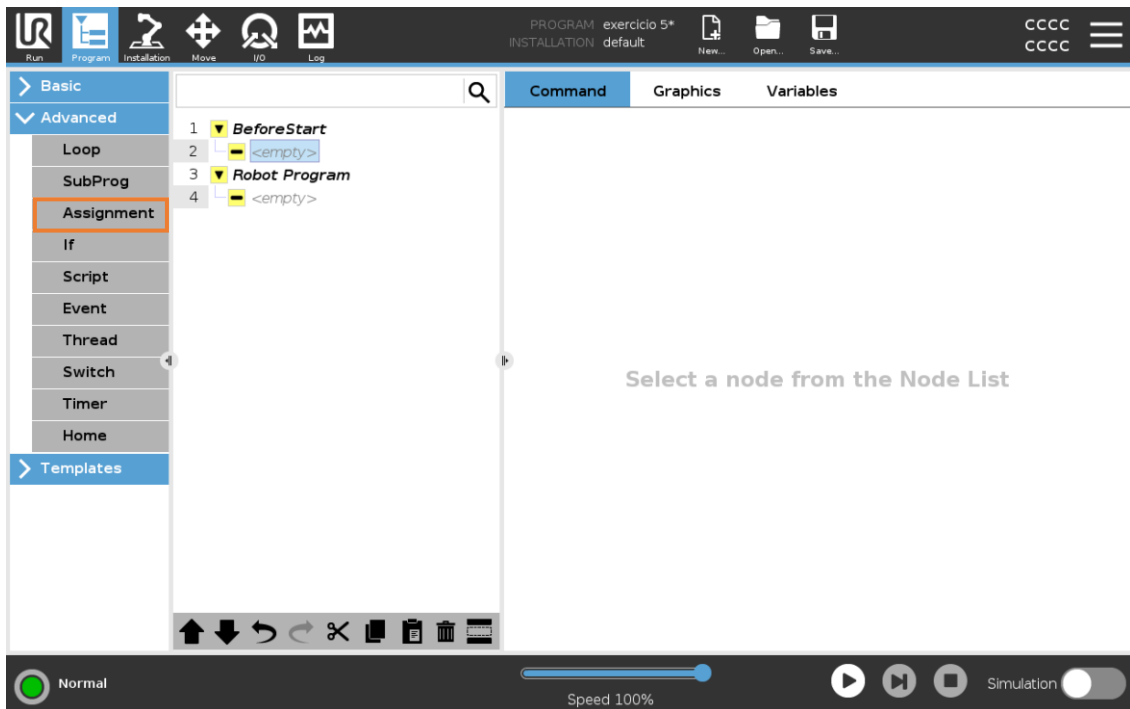 PROGRAM exercicio 5*
INSTALLATION default
CCCC
CCCC
Run Program Installation Move I/O Log New... Open... Save...
Basic
Advanced
Loop
SubProg
Assignment
If
Script
Event
Thread
Switch
Timer
Home
Templates
1 BeforeStart
2 <empty>
3 Robot Program
4 <empty>
Command Graphics Variables
Select a node from the Node List
Normal
Speed 100%
Simulation